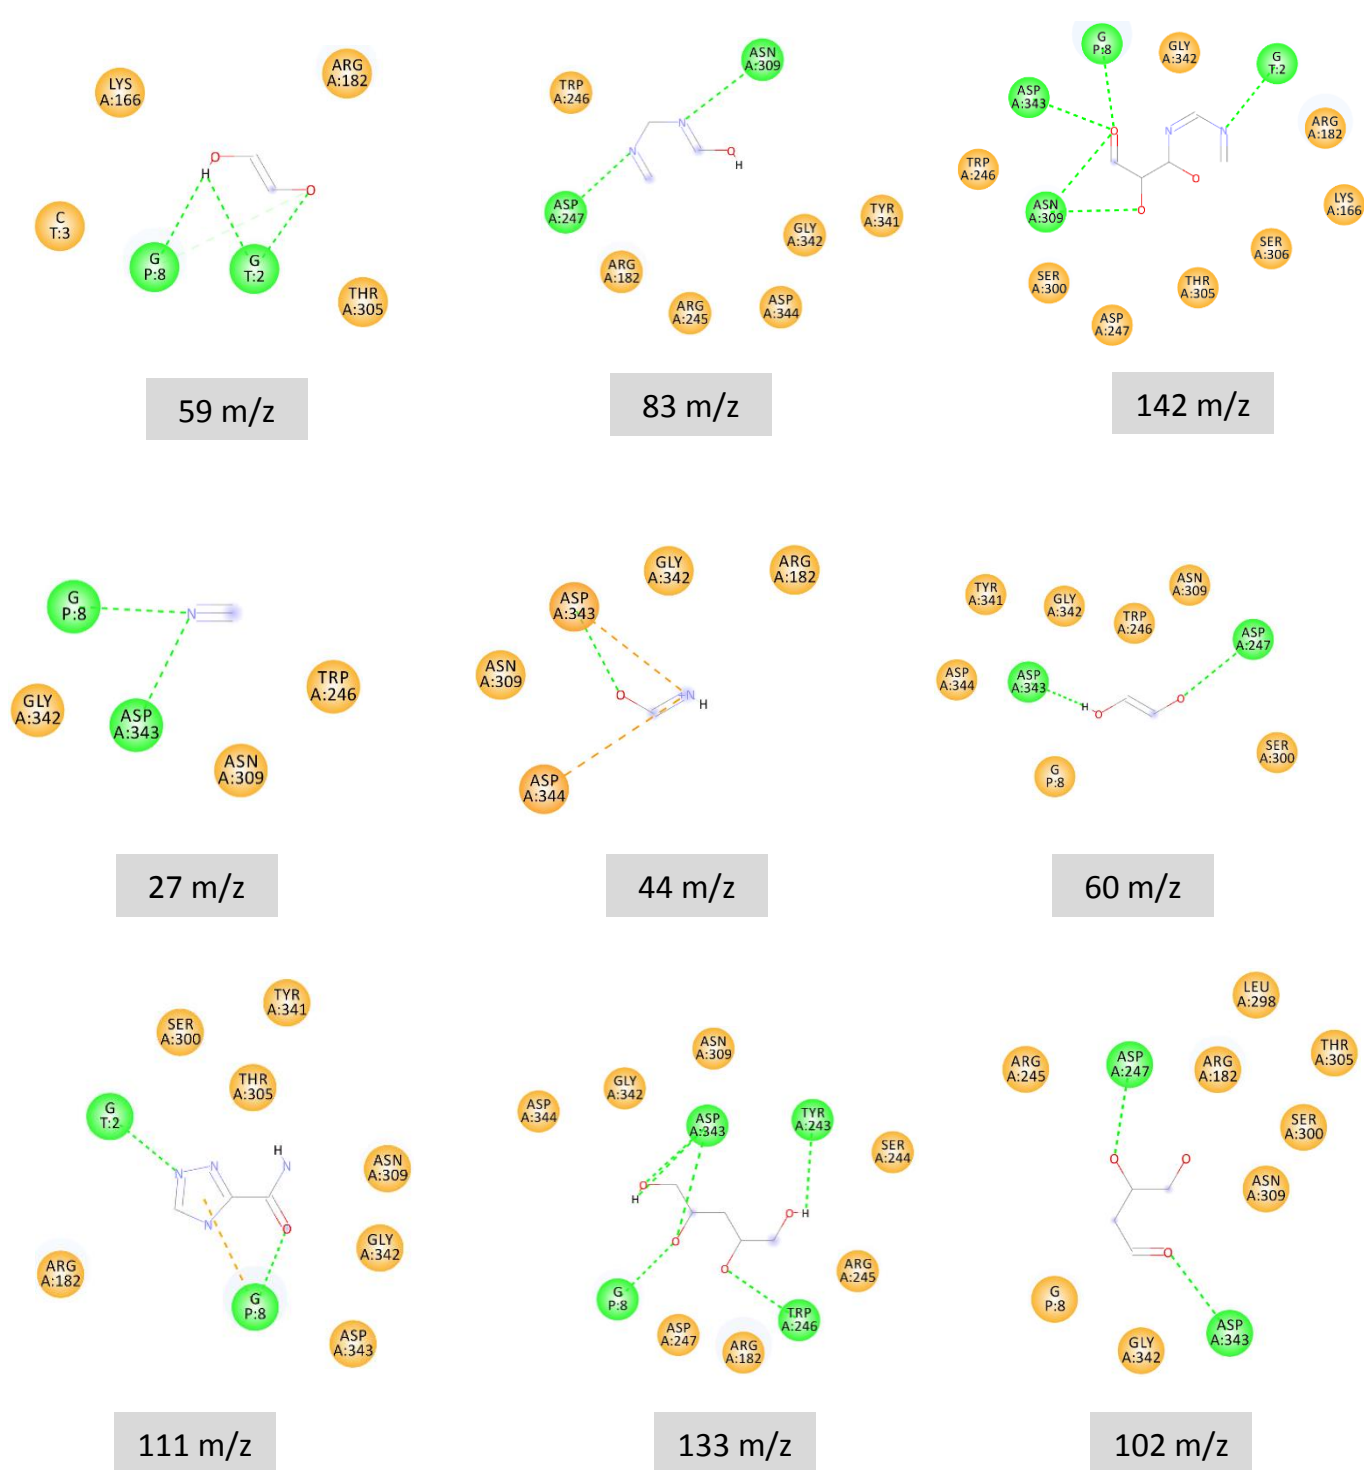 LYS
A:166
ARG
A:182
O
H
O
C
T:3
G
P:8
G
T:2
THR
A:305
59 m/z
ASN
A:309
TRP
A:246
N
N
O
H
ASP
A:247
TYR
A:341
GLY
A:342
ARG
A:182
ARG
A:245
ASP
A:344
83 m/z
G
P:8
GLY
A:342
G
T:2
ASP
A:343
ARG
A:182
O
N
N
TRP
A:246
O
O
LYS
A:166
ASN
A:309
SER
A:306
SER
A:300
THR
A:305
ASP
A:247
142 m/z
G
P:8
N
GLY
A:342
TRP
A:246
ASP
A:343
ASN
A:309
27 m/z
GLY
A:342
ARG
A:182
ASP
A:343
ASN
A:309
O
+N
H
ASP
A:344
44 m/z
TYR
A:341
GLY
A:342
TRP
A:246
ASN
A:309
ASP
A:247
ASP
A:344
ASP
A:343
H
O
O
G
P:8
SER
A:300
60 m/z
TYR
A:341
SER
A:300
THR
A:305
G
T:2
H
N
N
N
N
O
ASN
A:309
GLY
A:342
ARG
A:182
G
P:8
ASP
A:343
111 m/z
ASN
A:309
GLY
A:342
ASP
A:344
ASP
A:343
TYR
A:243
SER
A:244
O
H
O
H
O
O
ARG
A:245
G
P:8
ASP
A:247
ARG
A:182
TRP
A:246
133 m/z
LEU
A:298
ARG
A:245
ASP
A:247
ARG
A:182
THR
A:305
SER
A:300
ASN
A:309
O
O
O
G
P:8
GLY
A:342
ASP
A:343
102 m/z